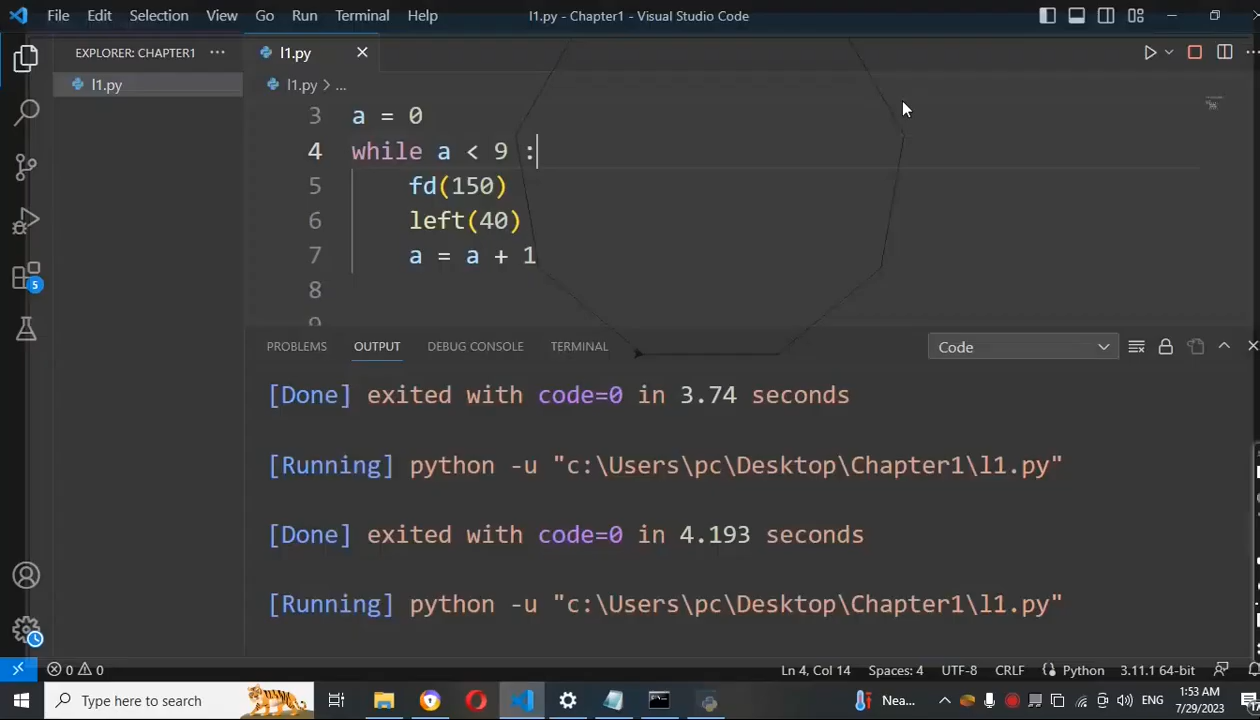 File Edit Selection View Go Run Terminal Help l1.py - Chapter1 - Visual Studio Code
EXPLORER: CHAPTER1 ···
l1.py
l1.py
l1.py > ...
3 a = 0
4 while a < 9 :
5 fd(150)
6 left(40)
7 a = a + 1
8
9
5
PROBLEMS OUTPUT DEBUG CONSOLE TERMINAL Code
[Done] exited with code=0 in 3.74 seconds
[Running] python -u "c:\Users\pc\Desktop\Chapter1\l1.py"
[Done] exited with code=0 in 4.193 seconds
[Running] python -u "c:\Users\pc\Desktop\Chapter1\l1.py"
0 0 Ln 4, Col 14 Spaces: 4 UTF-8 CRLF Python 3.11.1 64-bit
Type here to search Nea... ENG 1:53 AM
7/29/2023